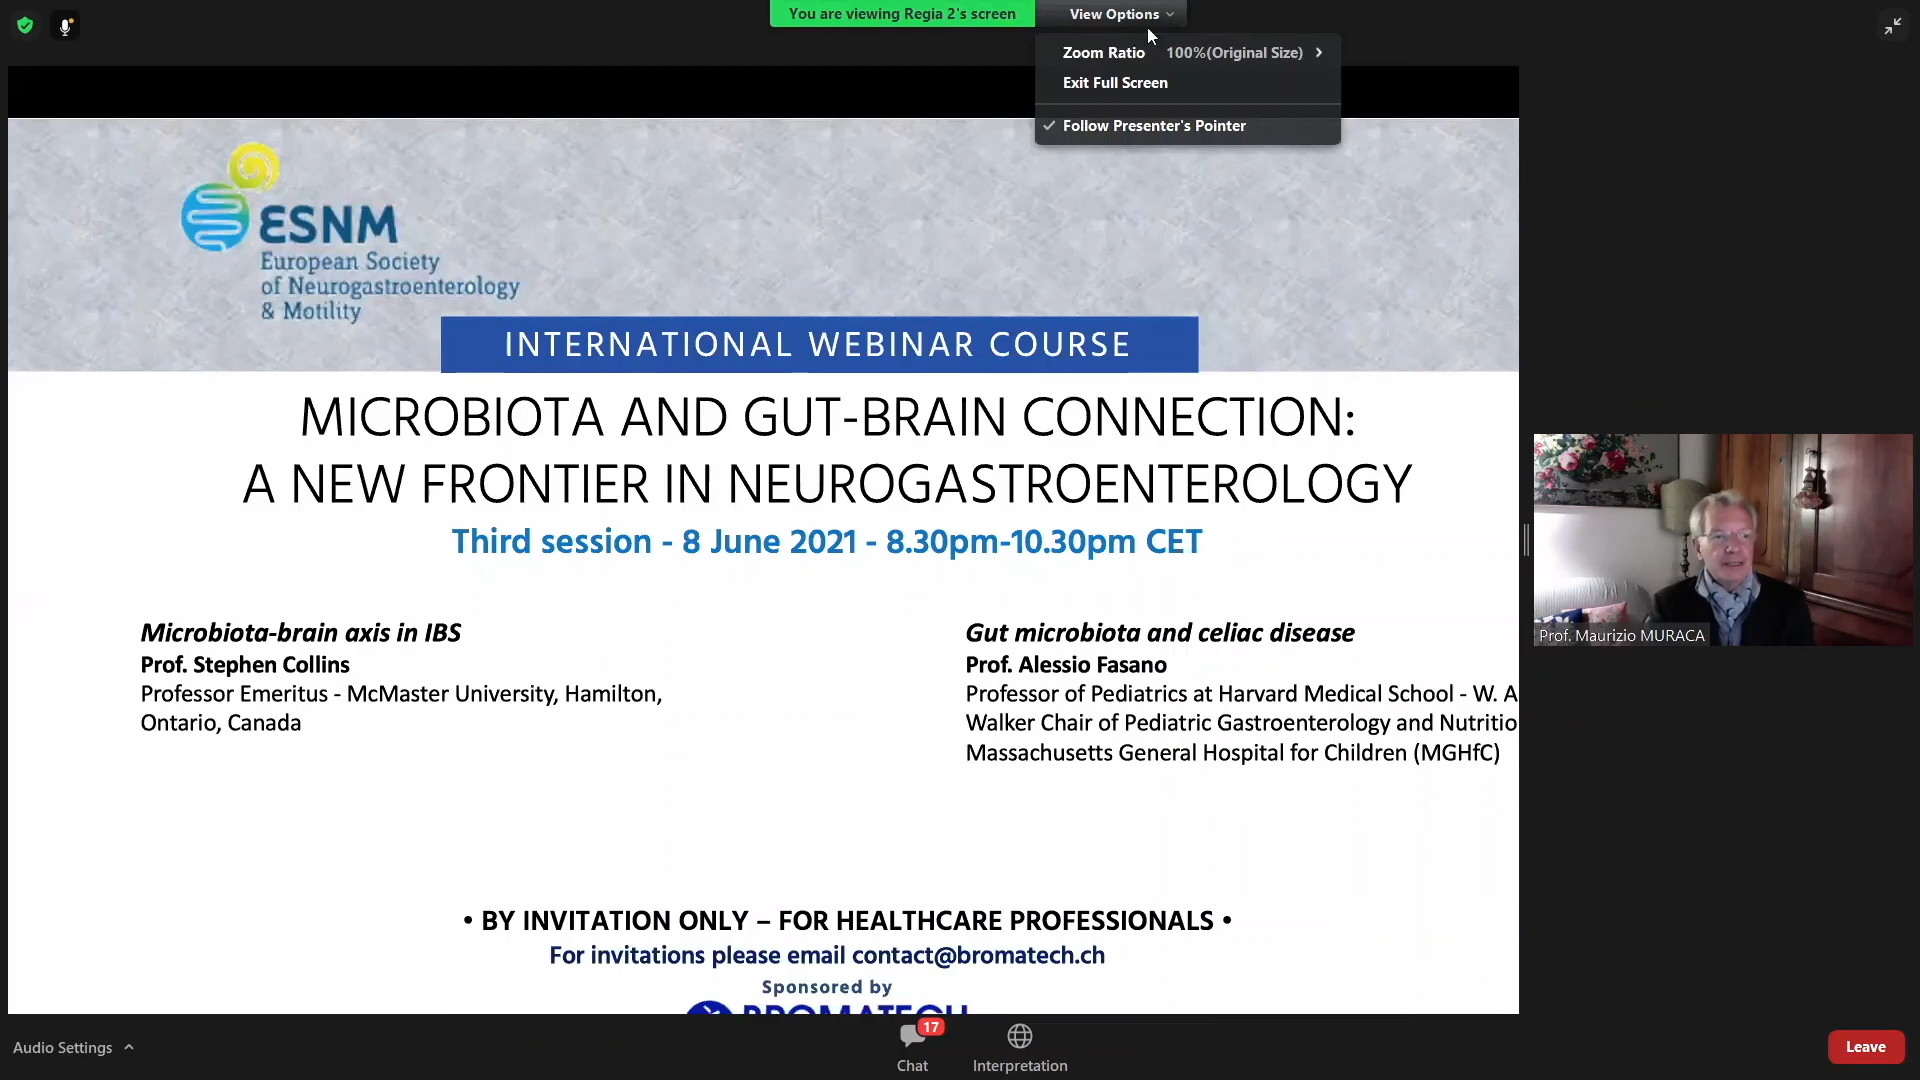 You are viewing Regia 2's screen
View Options
Zoom Ratio 100%(Original Size)
Exit Full Screen
Follow Presenter's Pointer
ESNM
European Society
of Neurogastroenterology
& Motility
INTERNATIONAL WEBINAR COURSE
MICROBIOTA AND GUT-BRAIN CONNECTION:
A NEW FRONTIER IN NEUROGASTROENTEROLOGY
Third session - 8 June 2021 - 8.30pm-10.30pm CET
Microbiota-brain axis in IBS
Prof. Stephen Collins
Professor Emeritus - McMaster University, Hamilton,
Ontario, Canada
Gut microbiota and celiac disease
Prof. Alessio Fasano
Professor of Pediatrics at Harvard Medical School - W. A
Walker Chair of Pediatric Gastroenterology and Nutritio
Massachusetts General Hospital for Children (MGHfC)
Prof. Maurizio MURACA
• BY INVITATION ONLY – FOR HEALTHCARE PROFESSIONALS •
For invitations please email contact@bromatech.ch
Sponsored by
BROMATECH
Audio Settings
17
Chat
Interpretation
Leave